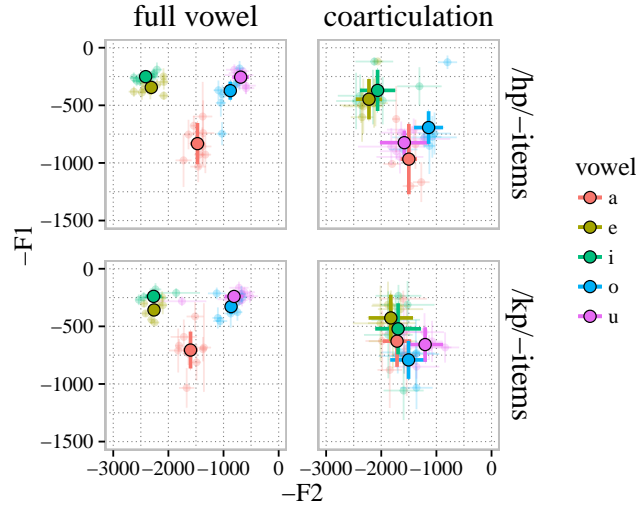 full vowel coarticulation
0
−500
−1000
−1500
/hp/−items
0
−500
−1000
−1500
/kp/−items
−3000 −2000 −1000 0 −3000 −2000 −1000 0
−F2
−F1
vowel
a
e
i
o
u